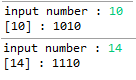 input number : 10
[10] : 1010
input number : 14
[14] : 1110